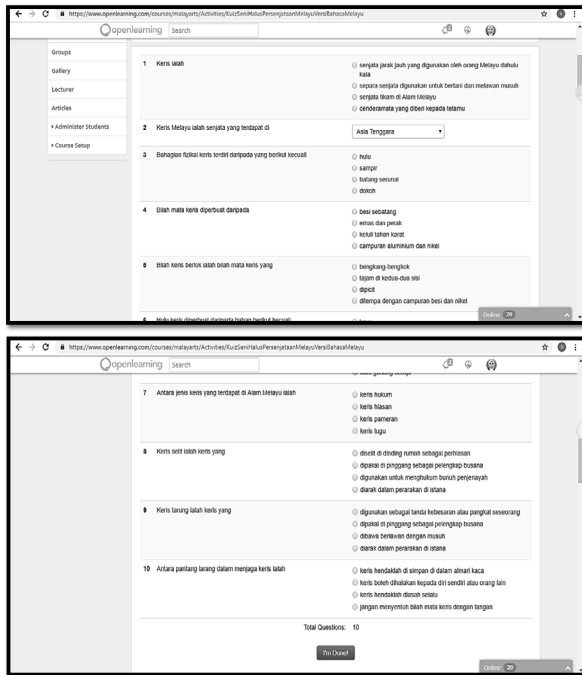 https://www.openlearning.com/courses/malayarts/Activities/KuizSeniHalusPersenjataanMelayuVersiBahasaMelayu
openlearning Search
Groups
Gallery
Lecturer
Articles
Administer Students
Course Setup
1 Keris ialah
senjata jarak jauh yang digunakan oleh orang Melayu dahulu
kala
separa senjata digunakan untuk bertani dan melawan musuh
senjata tikam di Alam Melayu
cenderamata yang diberi kepada tetamu
2 Keris Melayu ialah senjata yang terdapat di
Asia Tenggara
3 Bahagian fizikal keris terdiri daripada yang berikut kecuali
hulu
sampir
batang serunai
dokoh
4 Bilah mata keris diperbuat daripada
besi sebatang
emas dan perak
keluli tahan karat
campuran aluminium dan nikel
5 Bilah keris berlok ialah bilah mata keris yang
bengkang-bengkok
tajam di kedua-dua sisi
dipicit
ditempa dengan campuran besi dan nikel
6 Hulu keris diperbuat daripada bahan berikut kecuali
Online 20
https://www.openlearning.com/courses/malayarts/Activities/KuizSeniHalusPersenjataanMelayuVersiBahasaMelayu
openlearning Search
7 Antara jenis keris yang terdapat di Alam Melayu ialah
keris hukum
keris hiasan
keris pameran
keris tugu
8 Keris selit ialah keris yang
diselit di dinding rumah sebagai perhiasan
dipakai di pinggang sebagai pelengkap busana
digunakan untuk menghukum bunuh penjenayah
diarak dalam perarakan di istana
9 Keris tarung ialah keris yang
digunakan sebagai tanda kebesaran atau pangkat seseorang
dipakai di pinggang sebagai pelengkap busana
dibawa berlawan dengan musuh
diarak dalam perarakan di istana
10 Antara pantang larang dalam menjaga keris ialah
keris hendaklah di simpan di dalam almari kaca
keris boleh dihalakan kepada diri sendiri atau orang lain
keris hendaklah diasah selalu
jangan menyentuh bilah mata keris dengan tangan
Total Questions: 10
I'm Done!
Online 20